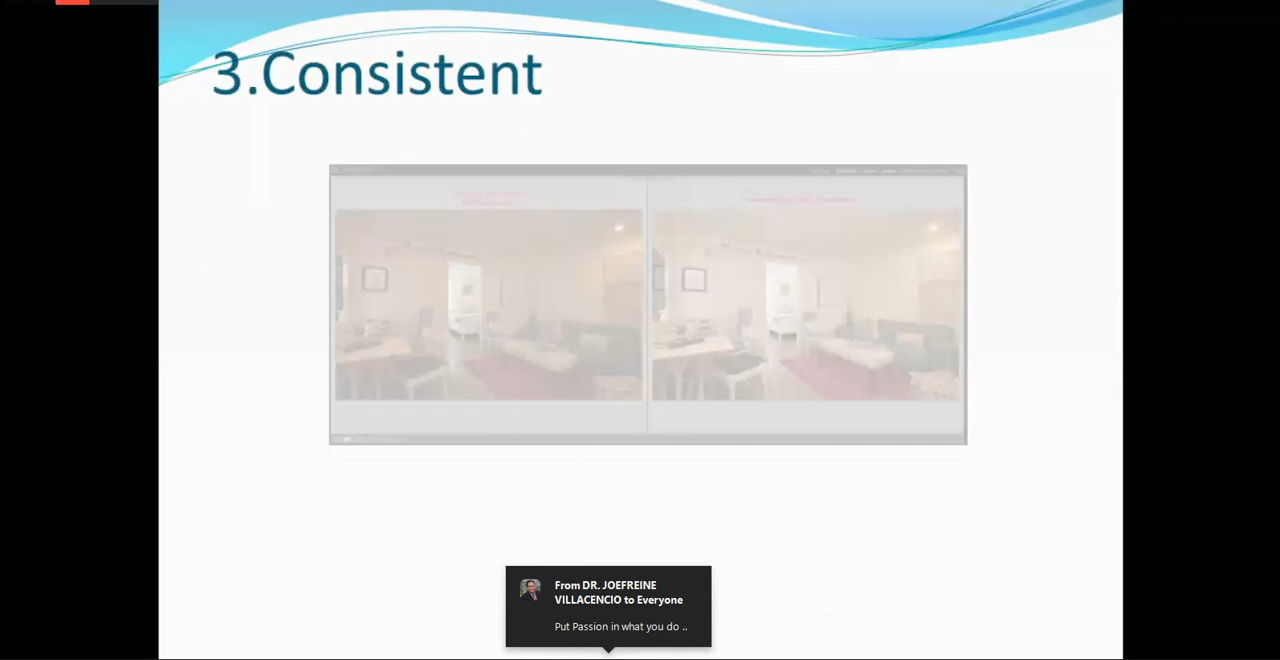 3.Consistent
From DR. JOEFREINE
VILLACENCIO to Everyone
Put Passion in what you do ..